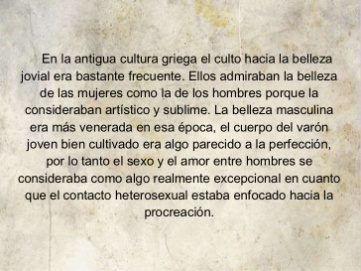 En la antigua cultura griega el culto hacia la belleza
jovial era bastante frecuente. Ellos admiraban la belleza
de las mujeres como la de los hombres porque la
consideraban artístico y sublime. La belleza masculina
era más venerada en esa época, el cuerpo del varón
joven bien cultivado era algo parecido a la perfección,
por lo tanto el sexo y el amor entre hombres se
consideraba como algo realmente excepcional en cuanto
que el contacto heterosexual estaba enfocado hacia la
procreación.